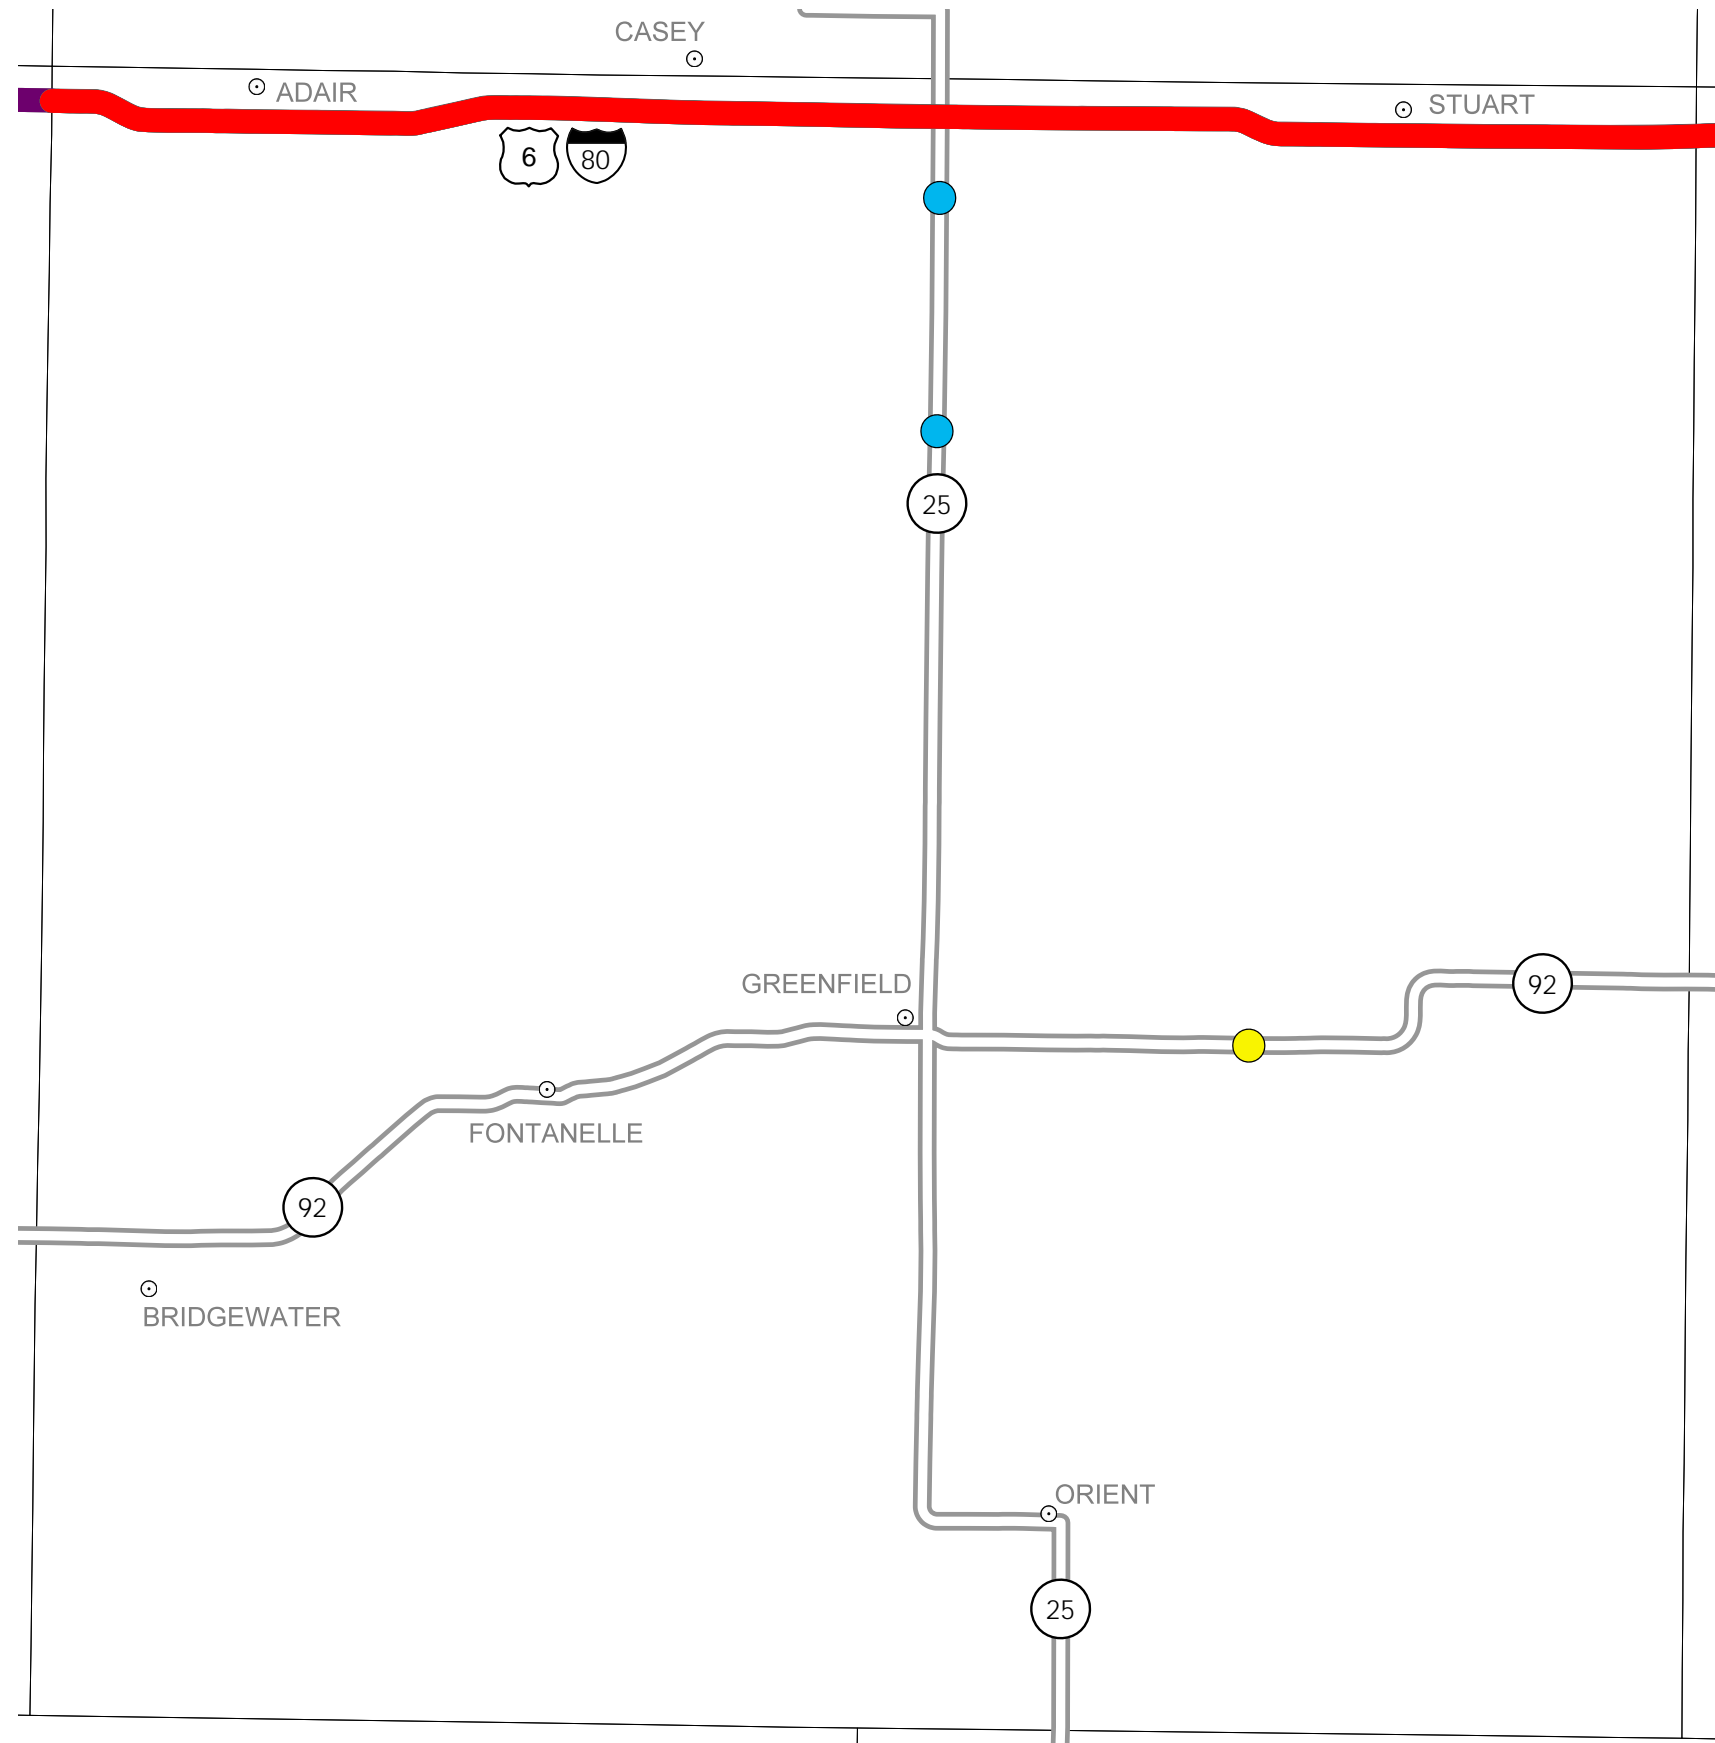 CASEY
ADAIR
STUART
6
80
25
GREENFIELD
92
FONTANELLE
92
BRIDGEWATER
ORIENT
25